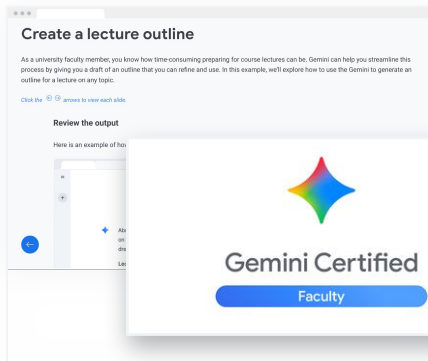 Create a lecture outline
As a university faculty member, you know how time-consuming preparing for course lectures can be. Gemini can help you streamline this
process by giving you a draft of an outline that you can refine and use. In this example, we'll explore how to use the Gemini to generate an
outline for a lecture on any topic.
Click the arrows to view each slide.
Review the output
Here is an example of how
Gemini Certified
Faculty